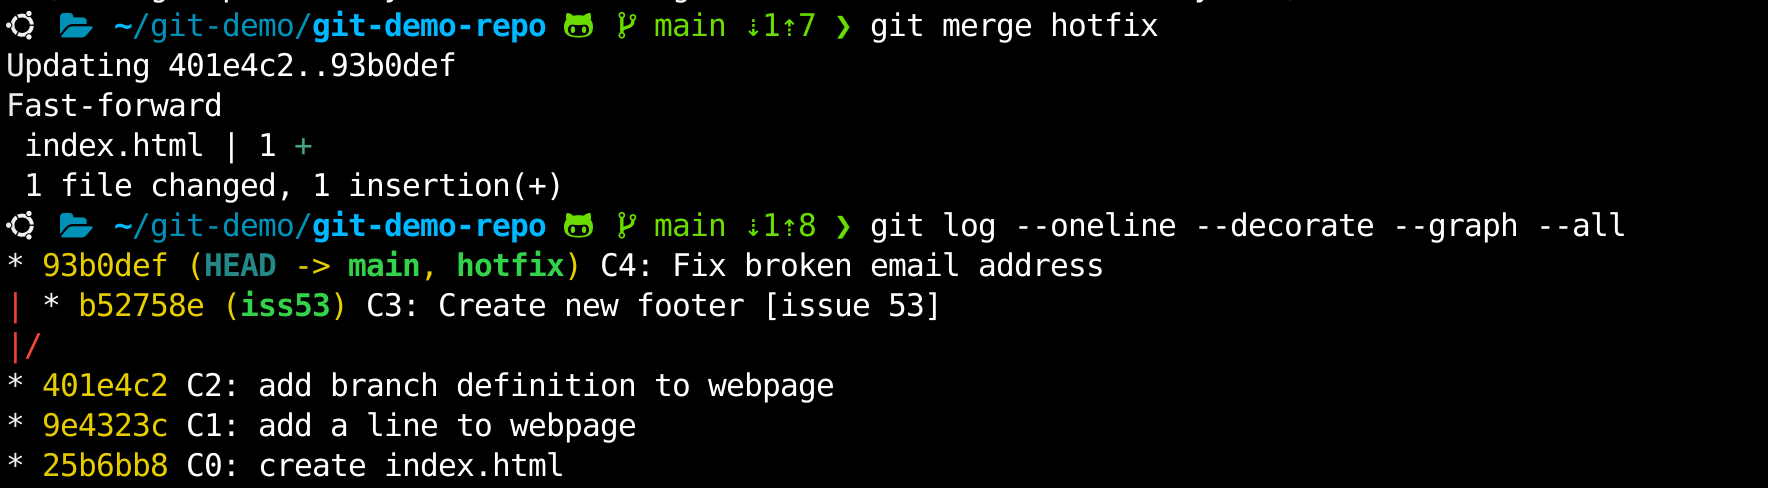 ~/git-demo/git-demo-repo main ⇣1⇡7 ❯ git merge hotfix
Updating 401e4c2..93b0def
Fast-forward
 index.html | 1 +
 1 file changed, 1 insertion(+)
~/git-demo/git-demo-repo main ⇣1⇡8 ❯ git log --oneline --decorate --graph --all
* 93b0def (HEAD -> main, hotfix) C4: Fix broken email address
| * b52758e (iss53) C3: Create new footer [issue 53]
|/
* 401e4c2 C2: add branch definition to webpage
* 9e4323c C1: add a line to webpage
* 25b6bb8 C0: create index.html